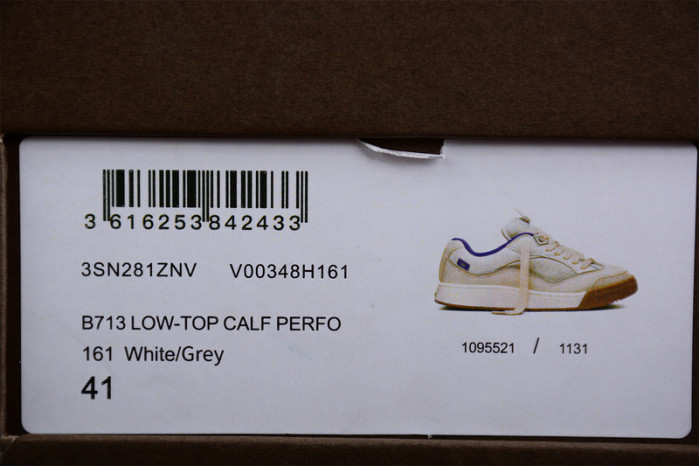 3 616253 842433
3SN281ZNV V00348H161
B713 LOW-TOP CALF PERFO
161 White/Grey
41
1095521 / 1131